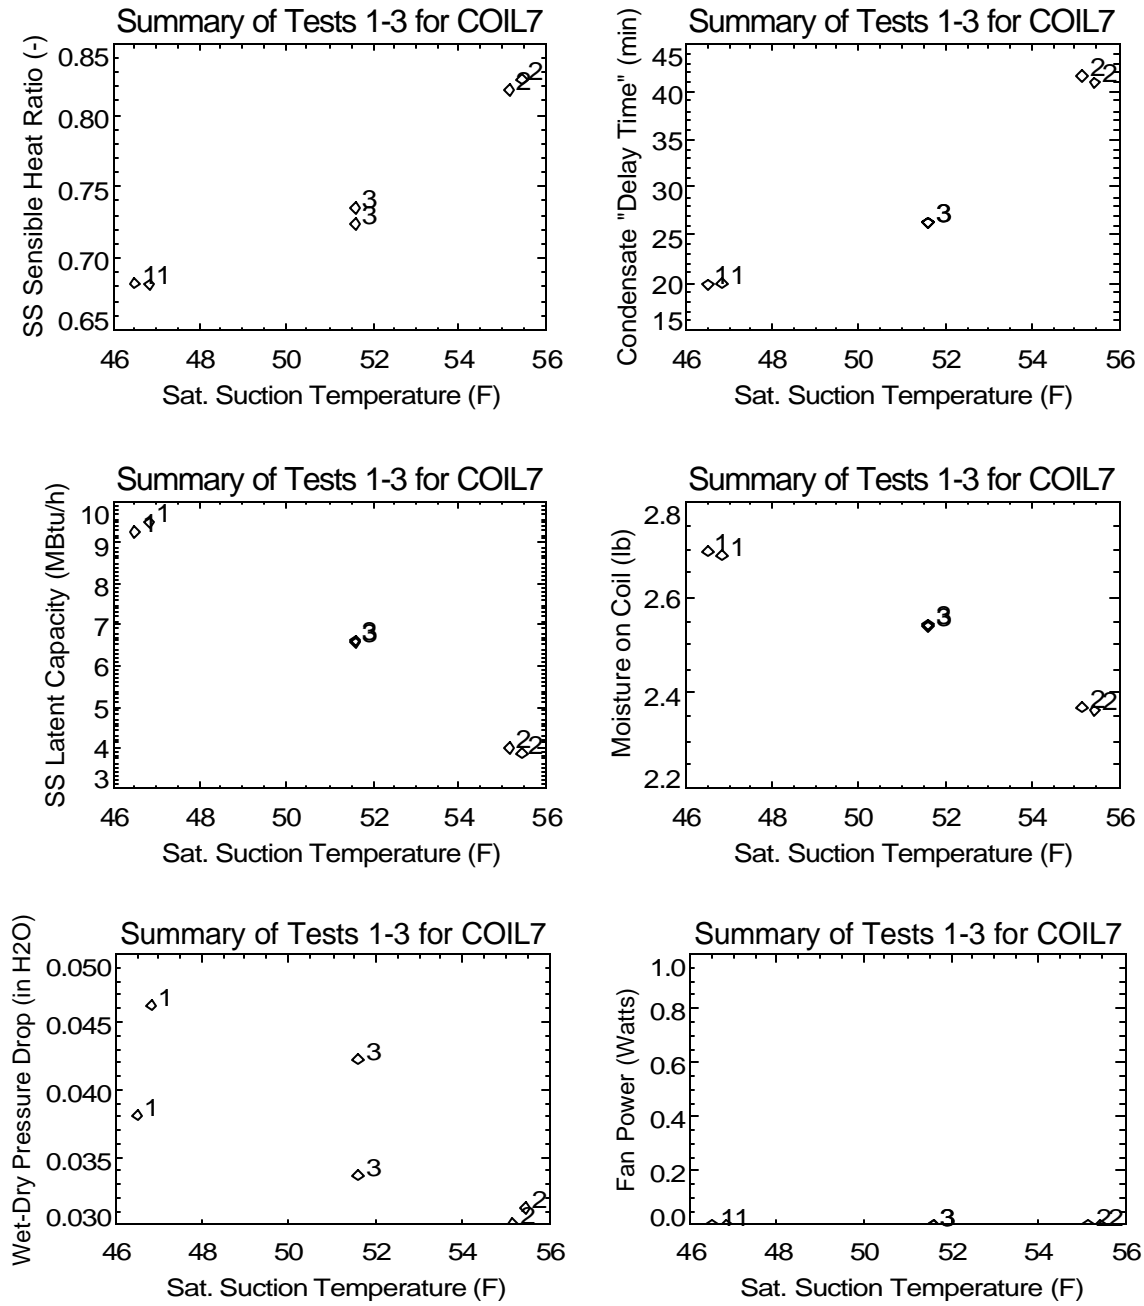 Summary of Tests 1-3 for COIL7
SS Sensible Heat Ratio (-)
0.85
0.80
0.75
0.70
0.65
2
2
3
3
1 1
46 48 50 52 54 56
Sat. Suction Temperature (F)
Summary of Tests 1-3 for COIL7
Condensate "Delay Time" (min)
45
40
35
30
25
20
15
2 2
3
1 1
46 48 50 52 54 56
Sat. Suction Temperature (F)
Summary of Tests 1-3 for COIL7
SS Latent Capacity (MBtu/h)
10
9
8
7
6
5
4
3
1
1
3
3
2 2
46 48 50 52 54 56
Sat. Suction Temperature (F)
Summary of Tests 1-3 for COIL7
Moisture on Coil (lb)
2.8
2.6
2.4
2.2
1 1
3
3
2 2
46 48 50 52 54 56
Sat. Suction Temperature (F)
Summary of Tests 1-3 for COIL7
Wet-Dry Pressure Drop (in H2O)
0.050
0.045
0.040
0.035
0.030
1
3
1
3
2
2
46 48 50 52 54 56
Sat. Suction Temperature (F)
Summary of Tests 1-3 for COIL7
Fan Power (Watts)
1.0
0.8
0.6
0.4
0.2
0.0
1 1 3 2 2
46 48 50 52 54 56
Sat. Suction Temperature (F)